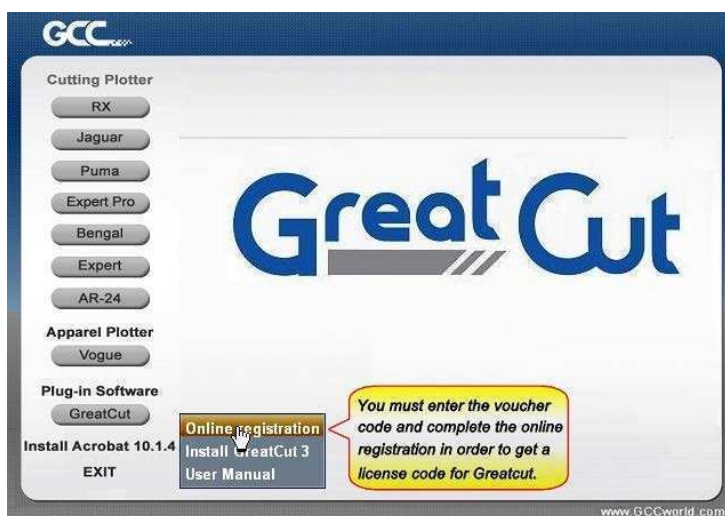 GCC
Cutting Plotter
RX
Jaguar
Puma
Expert Pro
Bengal
Expert
AR-24
Apparel Plotter
Vogue
Plug-in Software
GreatCut
Install Acrobat 10.1.4
EXIT
Great Cut
Online registration
Install GreatCut 3
User Manual
You must enter the voucher
code and complete the online
registration in order to get a
license code for Greatcut.
www.GCCworld.com